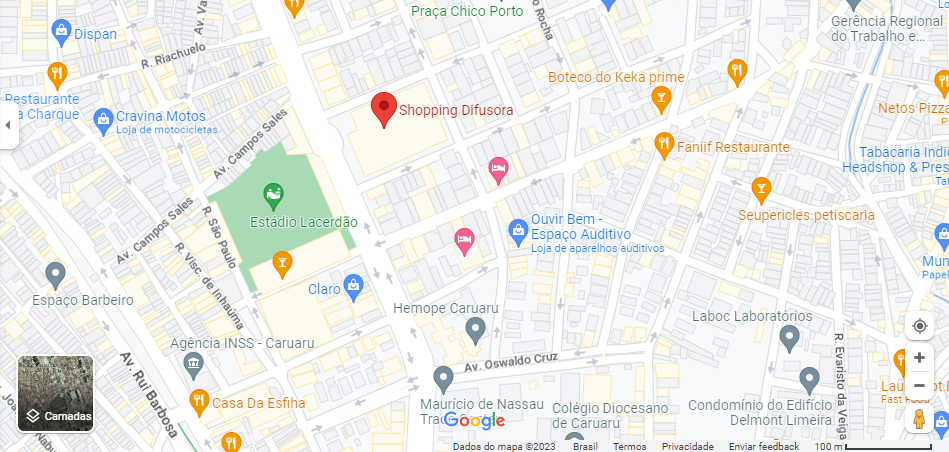 Praça Chico Porto
Rocha
Gerência Regional
do Trabalho e...
Dispan
Av.
R. Riachuelo
Boteco do Keka prime
Restaurante
Charque
Cravina Motos
Loja de motocicletas
Shopping Difusora
Netos Pizza
Av. Campos Sales
Faniif Restaurante
Tabacaria Indic
Headshop & Pres
Estádio Lacerdão
Av. Campos Sales
R. São Paulo
R. Visc. de Inhaúma
Ouvir Bem -
Espaço Auditivo
Loja de aparelhos auditivos
Seupericles.petiscaria
Mun
Papel
Espaço Barbeiro
Claro
Hemope Caruaru
Laboc Laboratórios
Agência INSS - Caruaru
Av. Rui Barbosa
Av. Oswaldo Cruz
R. Evaristo da Veiga
Camadas
Casa Da Esfiha
Maurício de Nassau
Colégio Diocesano
de Caruaru
Condomínio do Edifício
Delmont Limeira
Fast Food
Google
Dados do mapa ©2023 Brasil Termos Privacidade Enviar feedback 100 m